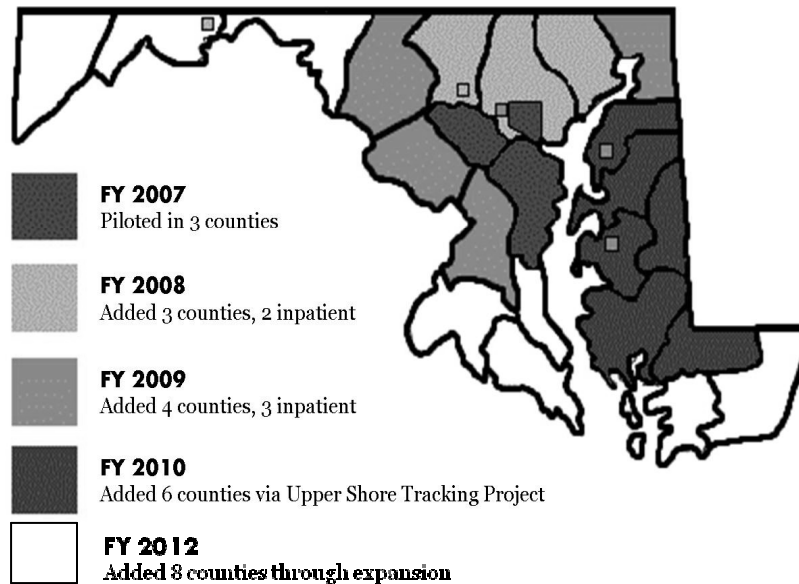 FY 2007
Piloted in 3 counties
FY 2008
Added 3 counties, 2 inpatient
FY 2009
Added 4 counties, 3 inpatient
FY 2010
Added 6 counties via Upper Shore Tracking Project
FY 2012
Added 8 counties through expansion